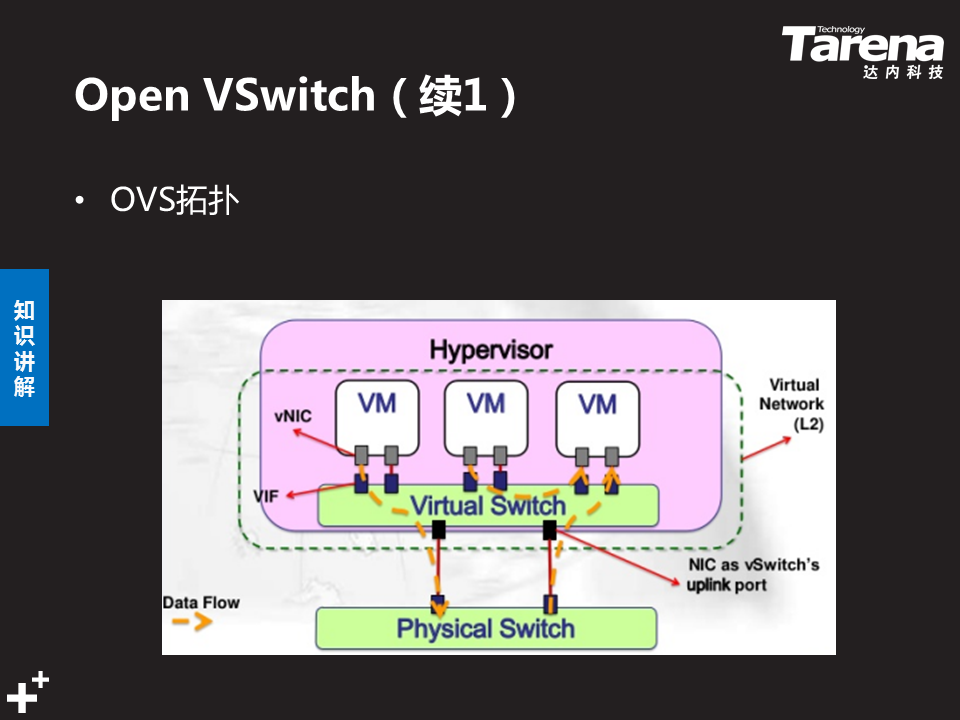 Technology
Tarena
达内科技
Open VSwitch（续1）
• OVS拓扑
知识讲解
Hypervisor
VM
VM
VM
vNIC
VIF
Virtual Switch
Virtual
Network
(L2)
NIC as vSwitch's
uplink port
Data Flow
Physical Switch